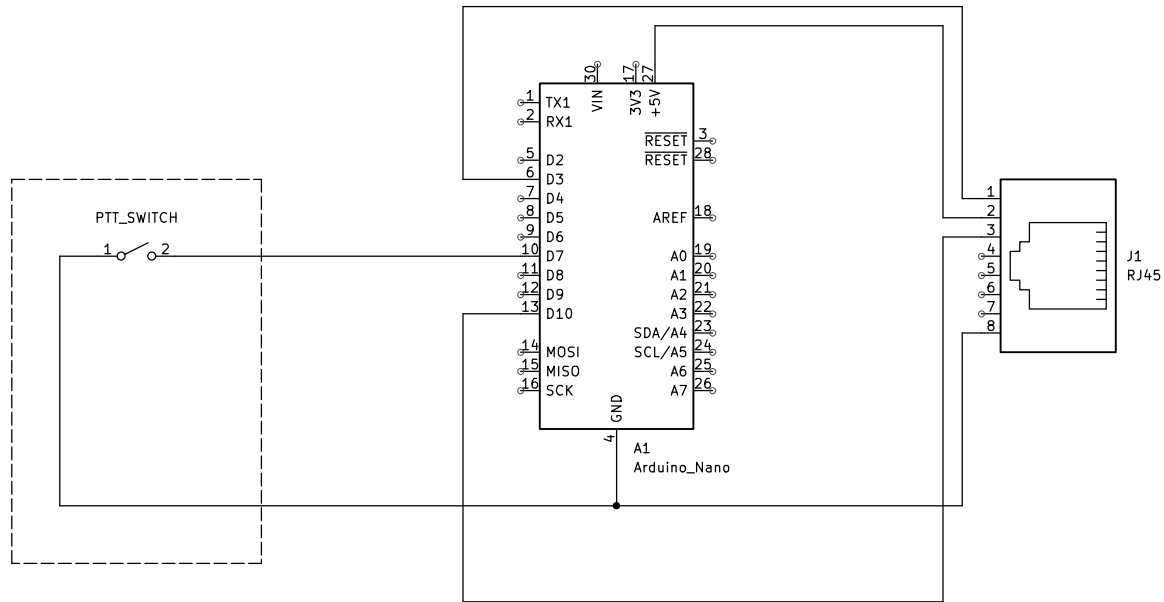 30
VIN
17
3V3
27
+5V
1 TX1
2 RX1
RESET 3
5 D2
RESET 28
6 D3
7 D4
PTT_SWITCH
8 D5
AREF 18
9 D6
1 2
10 D7
A0 19
11 D8
A1 20
12 D9
A2 21
13 D10
A3 22
SDA/A4 23
14 MOSI
SCL/A5 24
15 MISO
A6 25
16 SCK
A7 26
GND
4
A1
Arduino_Nano
1
2
3
4
5
6
7
8
J1
RJ45